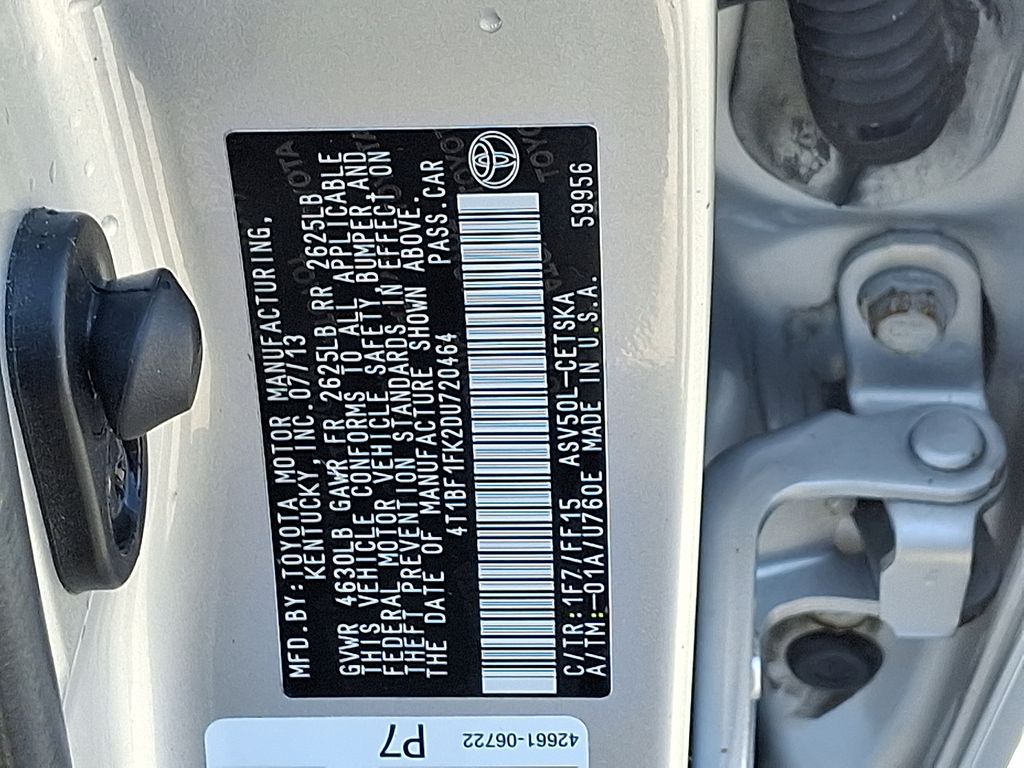 MFD.BY:TOYOTA MOTOR MANUFACTURING,
KENTUCKY, INC. 07/13
GVWR 4630LB GAWR FR 2625LB RR 2625LB
THIS VEHICLE CONFORMS TO ALL APPLICABLE
FEDERAL MOTOR VEHICLE SAFETY,BUMPER,AND
THEFT PREVENTION STANDARDS IN EFFECT ON
THE DATE OF MANUFACTURE SHOWN ABOVE.
4T1BF1FK2DU720464 PASS.CAR
C/TR:1F7/FF15 ASV50L-CETSKA 59956
A/TM:-01A/U760E MADE IN U.S.A.
P7
42661-06722